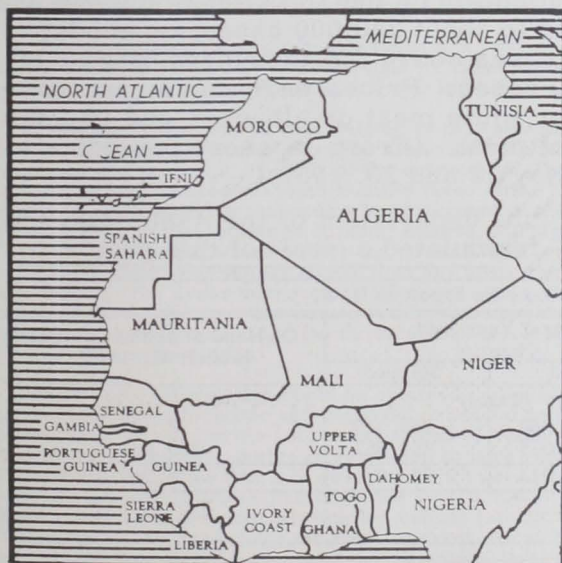 MEDITERRANEAN
NORTH ATLANTIC
OCEAN
TUNISIA
MOROCCO
IFNI
ALGERIA
SPANISH
SAHARA
MAURITANIA
MALI
NIGER
SENEGAL
GAMBIA
PORTUGUESE
GUINEA
GUINEA
UPPER
VOLTA
DAHOMEY
TOGO
NIGERIA
SIERRA
LEONE
IVORY
COAST
GHANA
LIBERIA